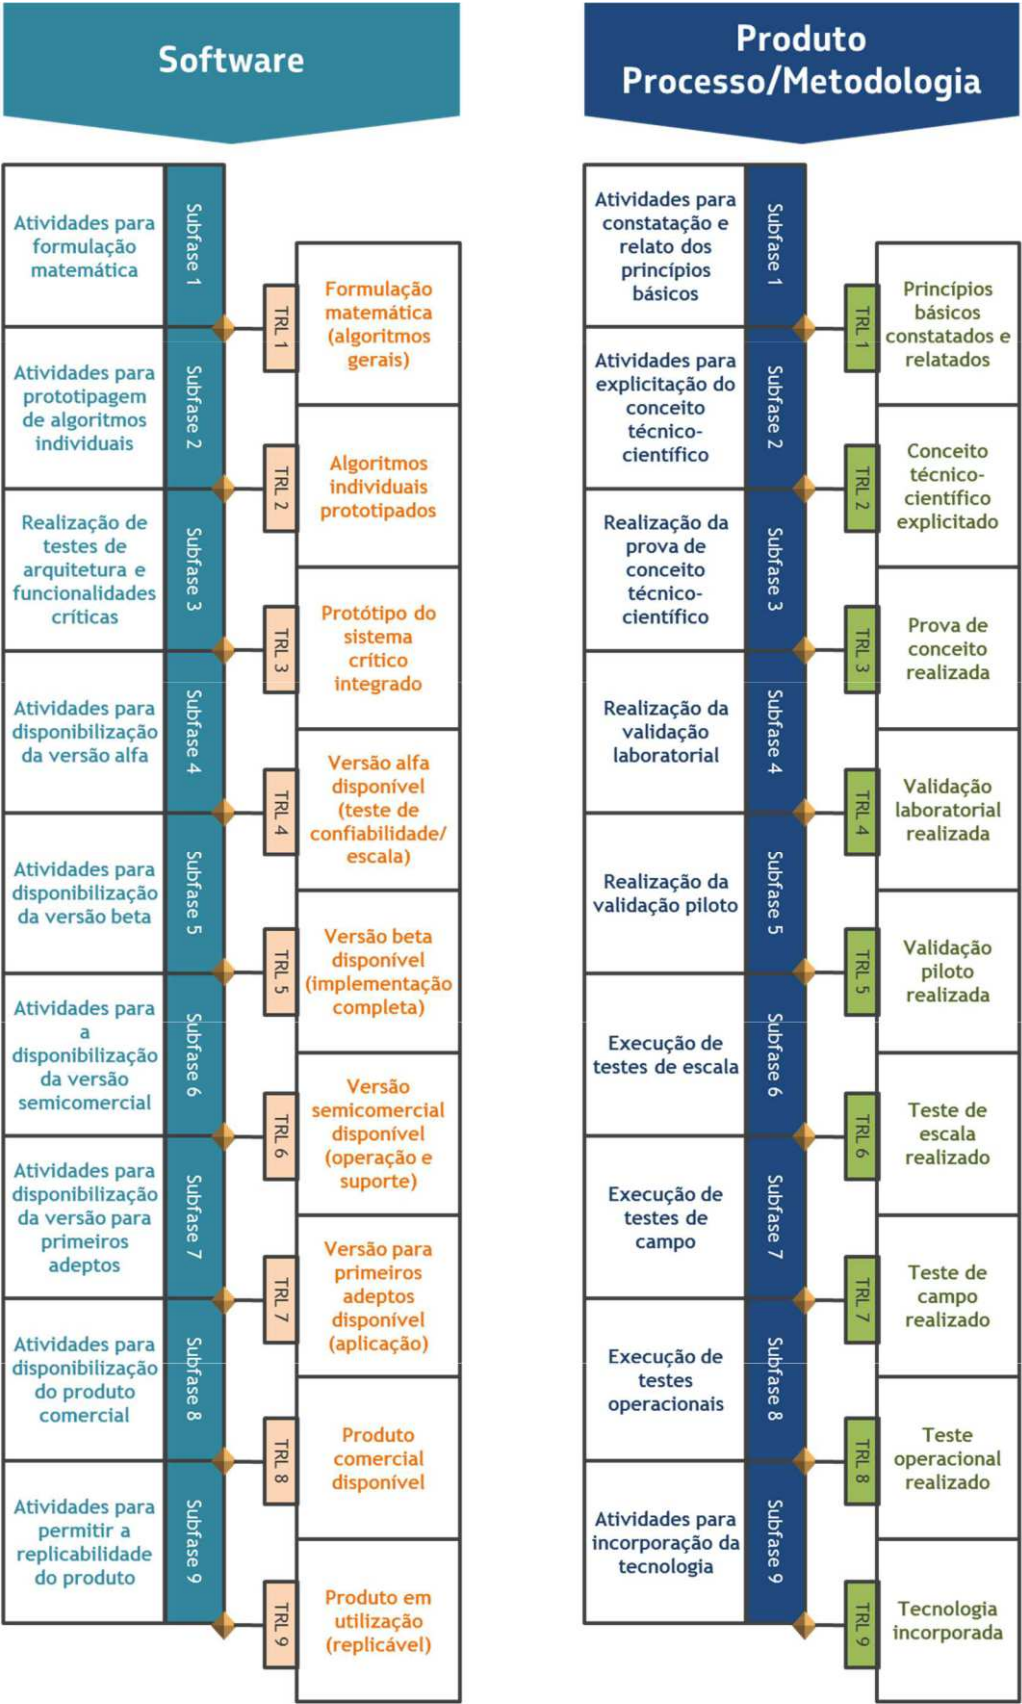 Software
Atividades para
formulação
matemática
Subfase 1
TRL 1
Formulação
matemática
(algoritmos
gerais)
Atividades para
prototipagem
de algoritmos
individuais
Subfase 2
TRL 2
Algoritmos
individuais
prototipados
Realização de
testes de
arquitetura e
funcionalidades
críticas
Subfase 3
TRL 3
Protótipo do
sistema
crítico
integrado
Atividades para
disponibilização
da versão alfa
Subfase 4
TRL 4
Versão alfa
disponível
(teste de
confiabilidade/
escala)
Atividades para
disponibilização
da versão beta
Subfase 5
TRL 5
Versão beta
disponível
(implementação
completa)
Atividades para
a
disponibilização
da versão
semicomercial
Subfase 6
TRL 6
Versão
semicomercial
disponível
(operação e
suporte)
Atividades para
disponibilização
da versão para
primeiros
adeptos
Subfase 7
TRL 7
Versão para
primeiros
adeptos
disponível
(aplicação)
Atividades para
disponibilização
do produto
comercial
Subfase 8
TRL 8
Produto
comercial
disponível
Atividades para
permitir a
replicabilidade
do produto
Subfase 9
TRL 9
Produto em
utilização
(replicável)
Produto
Processo/Metodologia
Atividades para
constatação e
relato dos
princípios
básicos
Subfase 1
TRL 1
Princípios
básicos
constatados e
relatados
Atividades para
explicitação do
conceito
técnico-
científico
Subfase 2
TRL 2
Conceito
técnico-
científico
explicitado
Realização da
prova de
conceito
técnico-
científico
Subfase 3
TRL 3
Prova de
conceito
realizada
Realização da
validação
laboratorial
Subfase 4
TRL 4
Validação
laboratorial
realizada
Realização da
validação piloto
Subfase 5
TRL 5
Validação
piloto
realizada
Execução de
testes de escala
Subfase 6
TRL 6
Teste de
escala
realizado
Execução de
testes de
campo
Subfase 7
TRL 7
Teste de
campo
realizado
Execução de
testes
operacionais
Subfase 8
TRL 8
Teste
operacional
realizado
Atividades para
incorporação da
tecnologia
Subfase 9
TRL 9
Tecnologia
incorporada